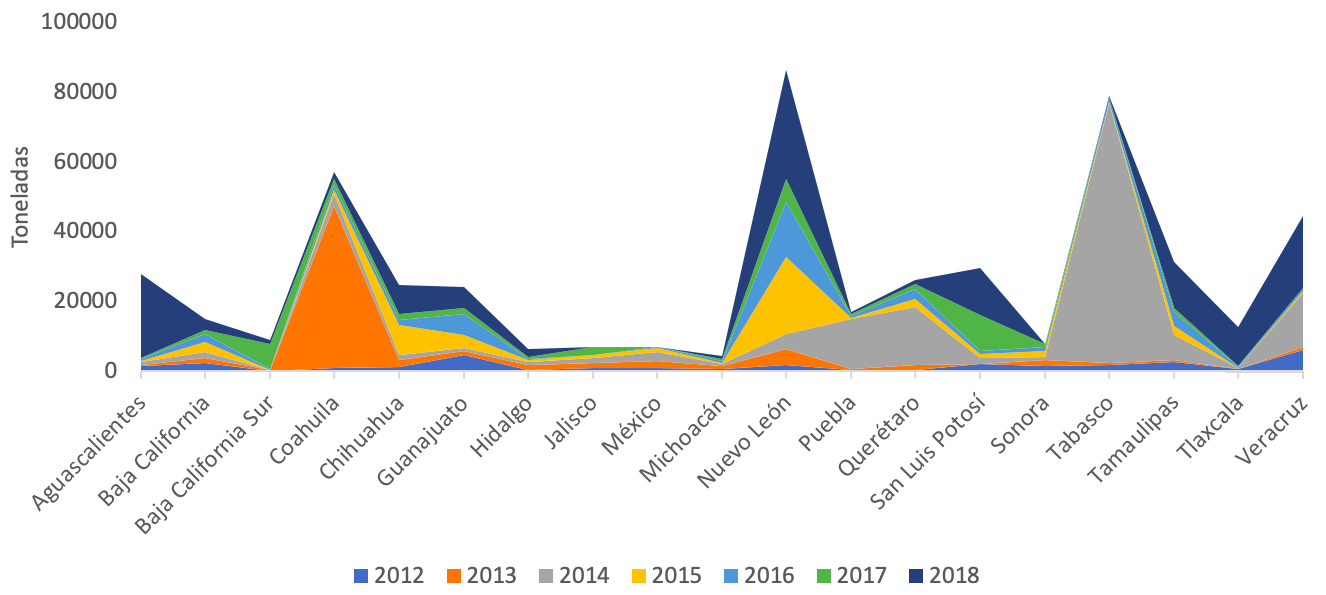 100000
80000
60000
40000
20000
0
Toneladas
Aguascalientes
Baja California
Baja California Sur
Coahuila
Chihuahua
Guanajuato
Hidalgo
Jalisco
México
Michoacán
Nuevo León
Puebla
Querétaro
San Luis Potosí
Sonora
Tabasco
Tamaulipas
Tlaxcala
Veracruz
2012 2013 2014 2015 2016 2017 2018